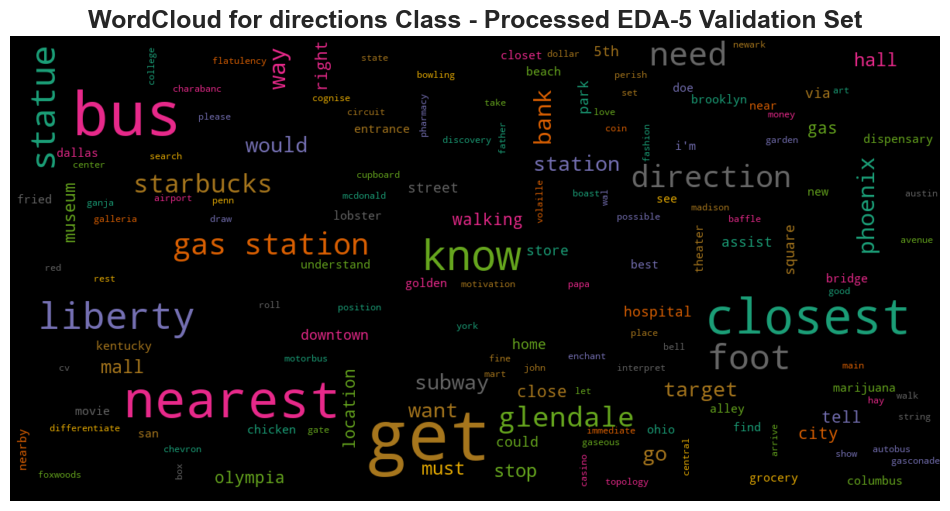 WordCloud for directions Class - Processed EDA-5 Validation Set
statue
college
bus
flatulency
charabanc
please
way
right
state
cognise
bowling
circuit
entrance
pharmacy
closet
dollar
beach
5th
need
newark
hall
perish
set
take
love
park
bank
coin
doe
brooklyn
near
via
art
money
gas
dispensary
father
discovery
fashion
i'm
garden
dallas
center
search
would
station
direction
phoenix
austin
fried
ganja
airport
penn
starbucks
cupboard
mcdonald
street
volaille
boast
wal
see
new
museum
galleria
draw
lobster
walking
possible
madison
baffle
avenue
gas station
know
store
theater
assist
square
understand
red
rest
best
bridge
golden
motivation
papa
good
liberty
roll
position
york
hospital
closest
downtown
place
kentucky
home
bell
main
motorbus
fine
enchant
interpret
foot
cv
mall
john
mart
nearest
subway
close
let
target
marijuana
walk
hay
location
want
glendale
alley
movie
string
tell
differentiate
san
chicken
gate
get
could
immediate
ohio
find
city
nearby
chevron
gaseous
go
central
arrive
show
autobus
gasconade
must
stop
foxwoods
box
olympia
casino
topology
grocery
columbus